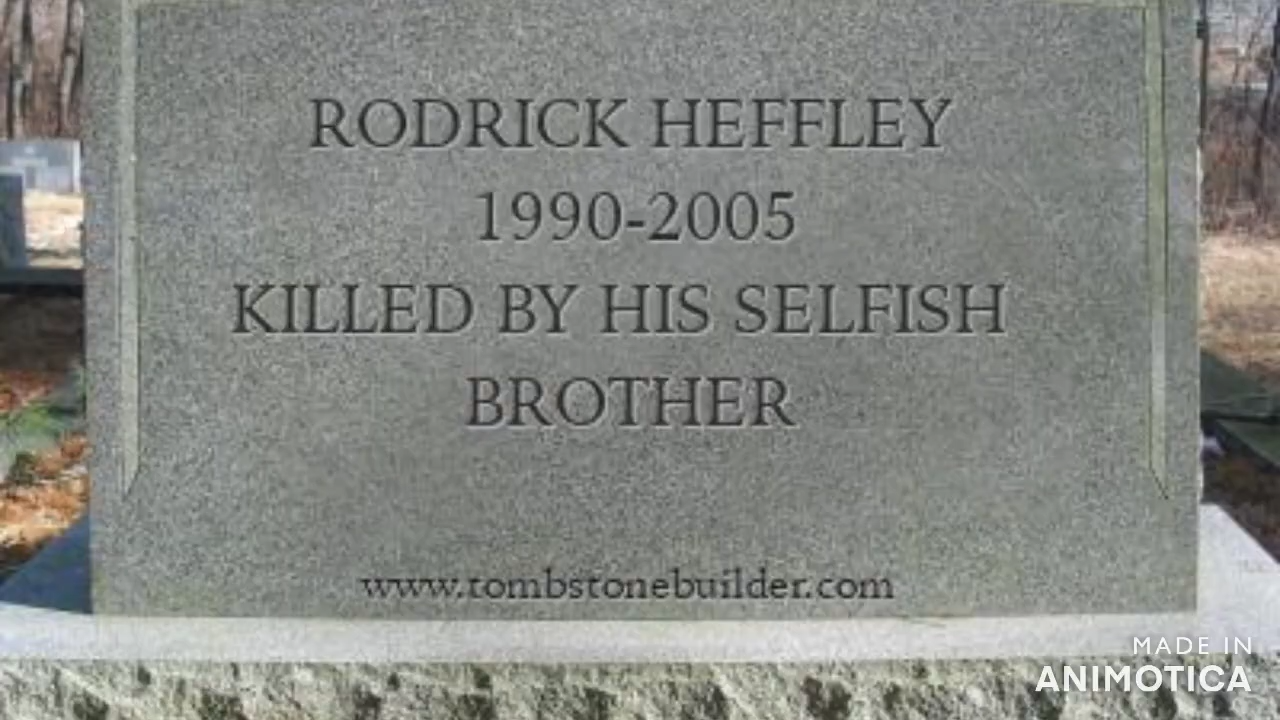 RODRICK HEFFLEY
1990-2005
KILLED BY HIS SELFISH
BROTHER
www.tombstonebuilder.com
MADE IN
ANIMOTICA